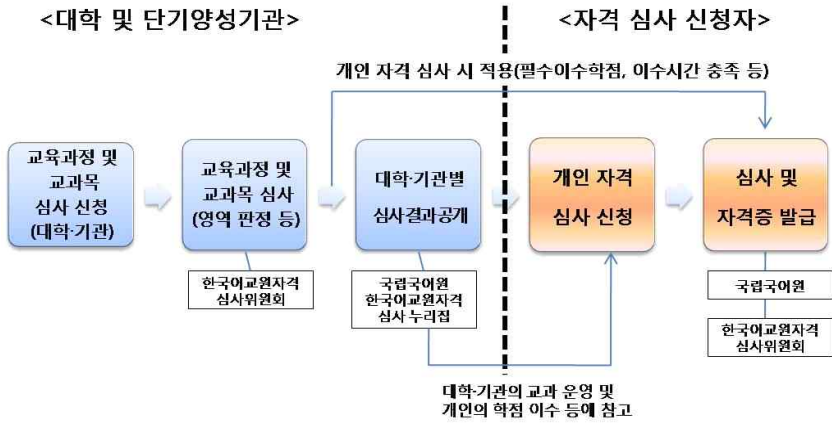 <대학 및 단기양성기관>
<자격 심사 신청자>
개인 자격 심사 시 적용(필수이수학점, 이수시간 충족 등)
교육과정 및
교과목
심사 신청
(대학·기관)
교육과정 및
교과목 심사
(영역 판정 등)
대학·기관별
심사결과공개
개인 자격
심사 신청
심사 및
자격증 발급
한국어교원자격
심사위원회
국립국어원
한국어교원자격
심사 누리집
국립국어원
한국어교원자격
심사위원회
대학·기관의 교과 운영 및
개인의 학점 이수 등에 참고